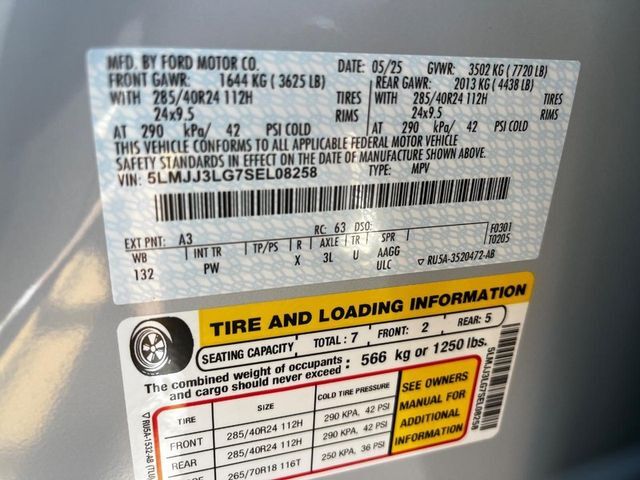 MFD. BY FORD MOTOR CO. DATE: 05/25 GVWR: 3502 KG ( 7720 LB)
FRONT GAWR: 1644 KG ( 3625 LB) REAR GAWR: 2013 KG ( 4438 LB)
WITH 285/40R24 112H TIRES WITH 285/40R24 112H TIRES
24x9.5 RIMS 24x9.5 RIMS
AT 290 kPa/ 42 PSI COLD AT 290 kPa/ 42 PSI COLD
THIS VEHICLE CONFORMS TO ALL APPLICABLE FEDERAL MOTOR VEHICLE
SAFETY STANDARDS IN EFFECT ON THE DATE OF MANUFACTURE SHOWN ABOVE.
VIN: 5LMJJ3LG7SEL08258 TYPE: MPV
EXT PNT: A3 RC: 63 DSO: F0301
WB INT TR TP/PS R AXLE TR SPR T0205
132 PW X 3L U AAGG
ULC ▽ RU5A-3520472-AB
TIRE AND LOADING INFORMATION
SEATING CAPACITY TOTAL : 7 FRONT: 2 REAR: 5
The combined weight of occupants
and cargo should never exceed : 566 kg or 1250 lbs.
TIRE SIZE COLD TIRE PRESSURE
FRONT 285/40R24 112H 290 KPA, 42 PSI
REAR 285/40R24 112H 290 KPA, 42 PSI
265/70R18 116T 250 KPA, 36 PSI
SEE OWNERS
MANUAL FOR
ADDITIONAL
INFORMATION
5LMJJ3LG7SEL08258
▽ RU5A-1532-AB